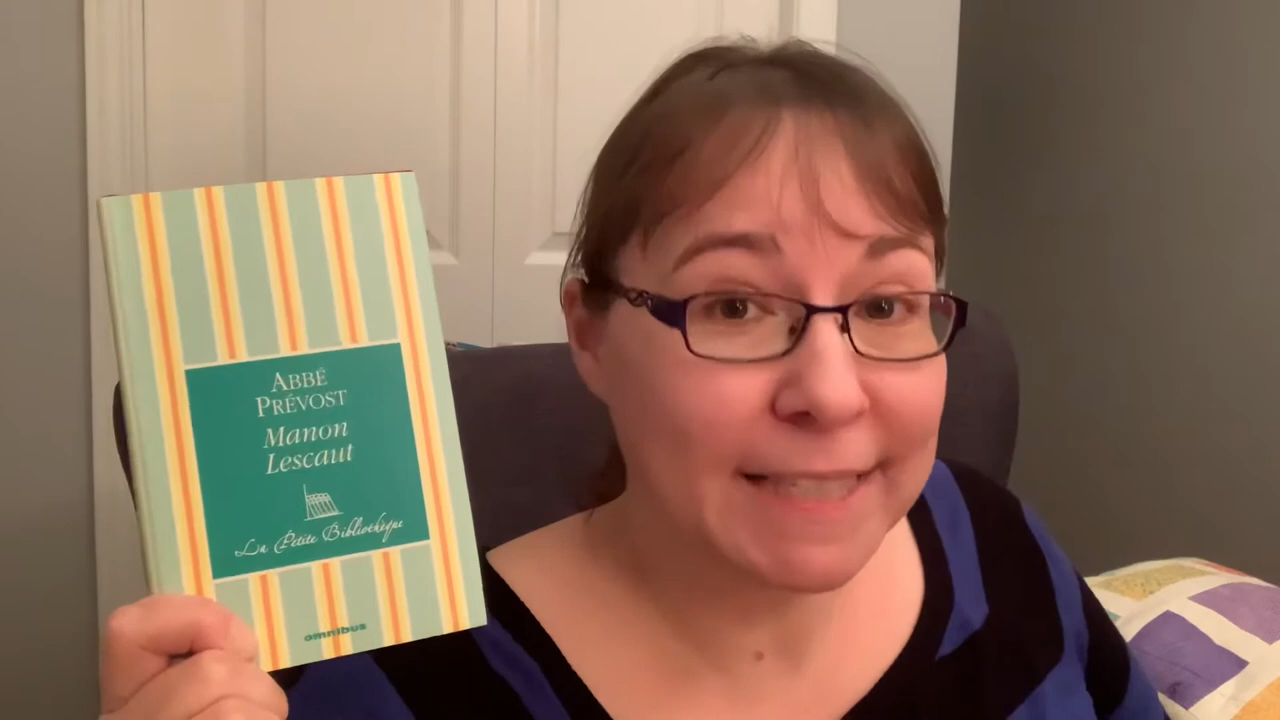 ABBÉ
PRÉVOST
Manon
Lescaut
La Petite Bibliothèque
omnibus